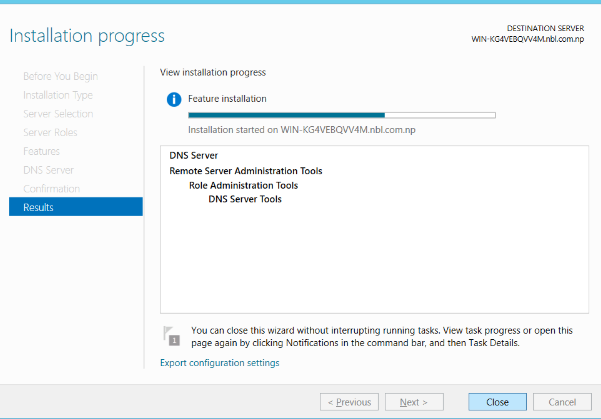 Installation progress
DESTINATION SERVER
WIN-KG4VEBQVV4M.nbl.com.np
Before You Begin
Installation Type
Server Selection
Server Roles
Features
DNS Server
Confirmation
Results
View installation progress
Feature installation
Installation started on WIN-KG4VEBQVV4M.nbl.com.np
DNS Server
Remote Server Administration Tools
Role Administration Tools
DNS Server Tools
1
You can close this wizard without interrupting running tasks. View task progress or open this
page again by clicking Notifications in the command bar, and then Task Details.
Export configuration settings
< Previous
Next >
Close
Cancel